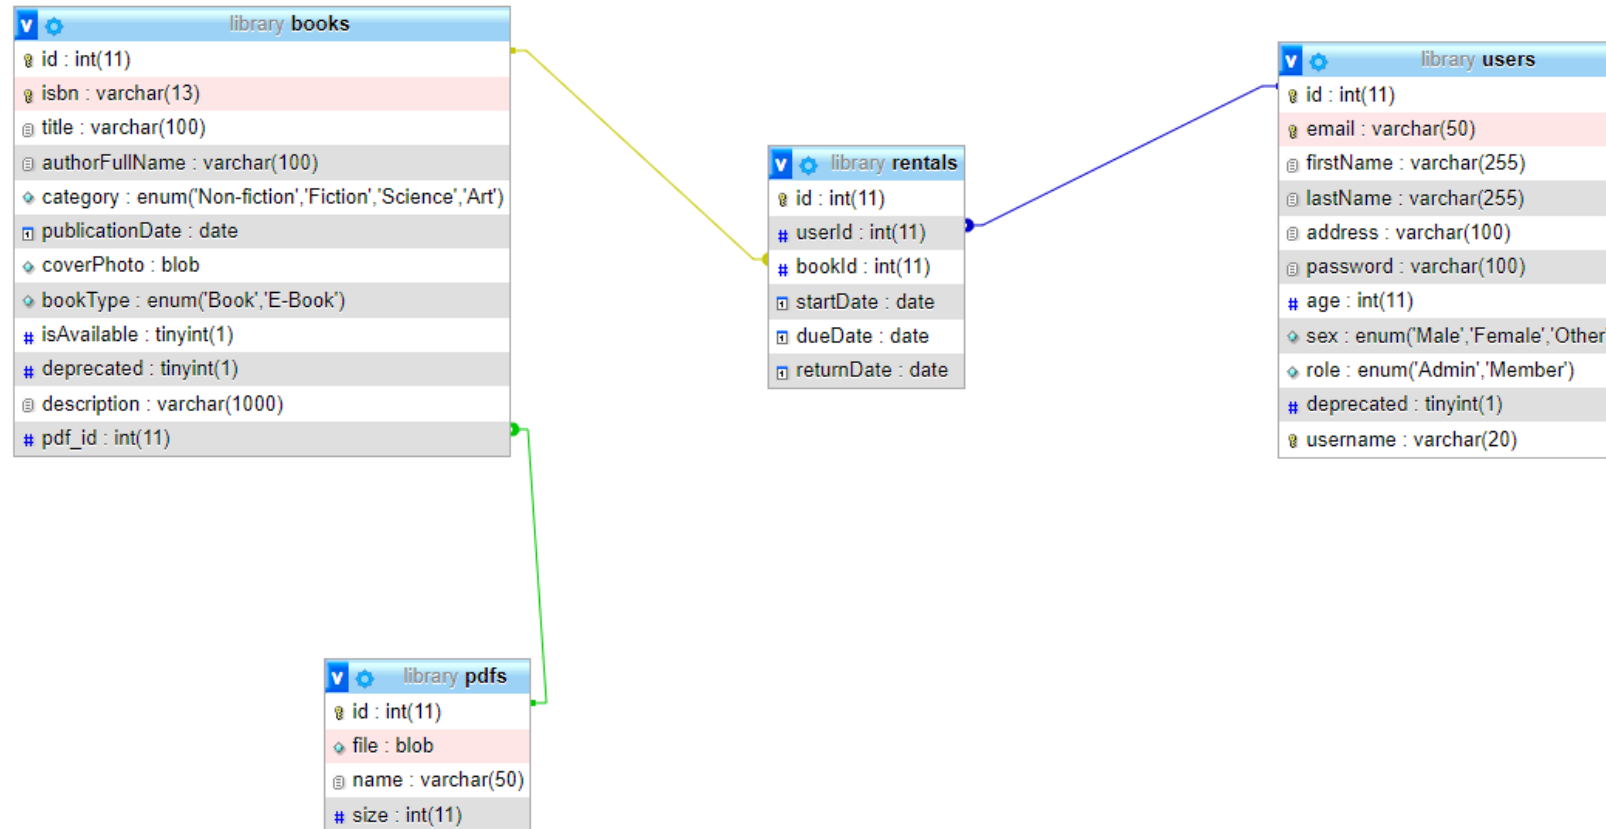 library books
id : int(11)
isbn : varchar(13)
title : varchar(100)
authorFullName : varchar(100)
category : enum('Non-fiction','Fiction','Science','Art')
publicationDate : date
coverPhoto : blob
bookType : enum('Book','E-Book')
isAvailable : tinyint(1)
deprecated : tinyint(1)
description : varchar(1000)
pdf_id : int(11)
library rentals
id : int(11)
userId : int(11)
bookId : int(11)
startDate : date
dueDate : date
returnDate : date
library users
id : int(11)
email : varchar(50)
firstName : varchar(255)
lastName : varchar(255)
address : varchar(100)
password : varchar(100)
age : int(11)
sex : enum('Male','Female','Other'
role : enum('Admin','Member')
deprecated : tinyint(1)
username : varchar(20)
library pdfs
id : int(11)
file : blob
name : varchar(50)
size : int(11)